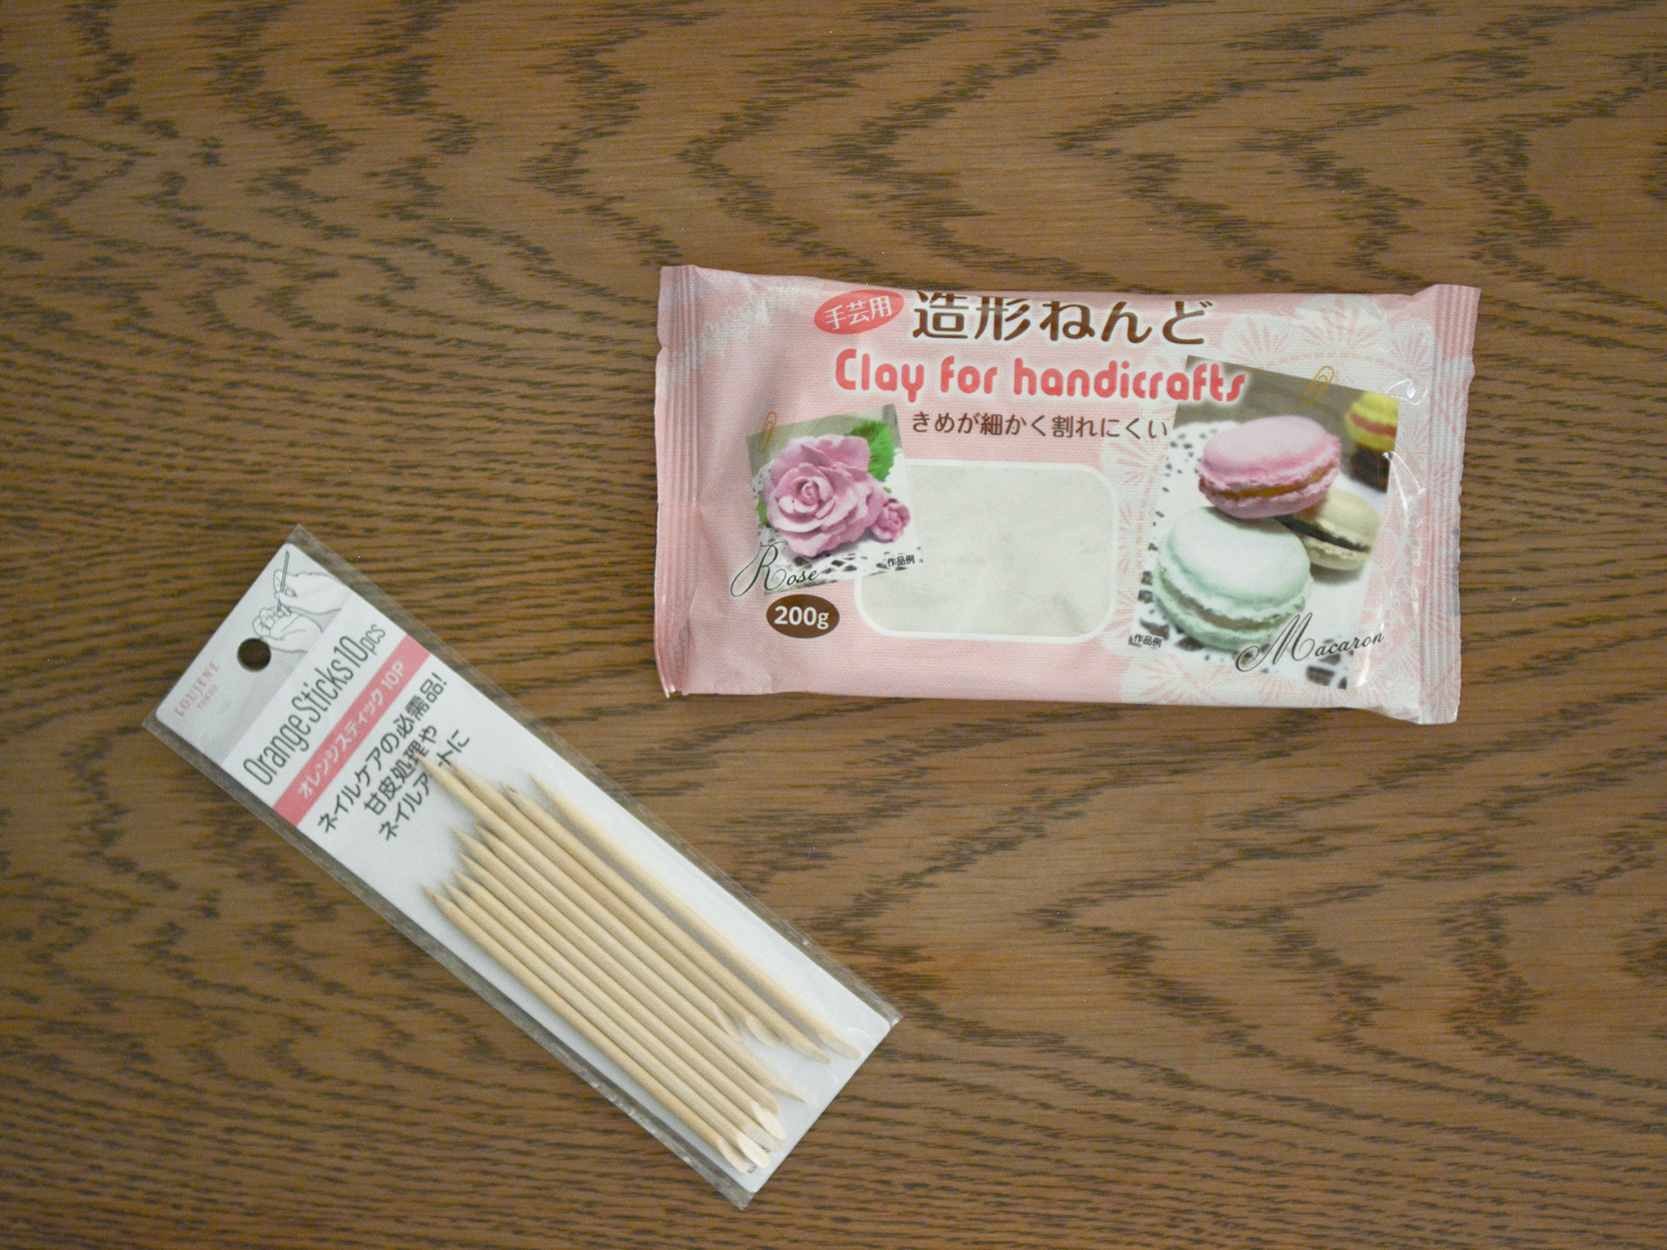 手芸用
造形ねんど
Clay for handicrafts
きめが細かく割れにくい
Rose
作品例
200g
作品例
Macaron
LOUJENE
TOKYO
Orange Sticks 10pcs
オレンジスティック 10P
ネイルケアの必需品!
甘皮処理や
ネイルアートに